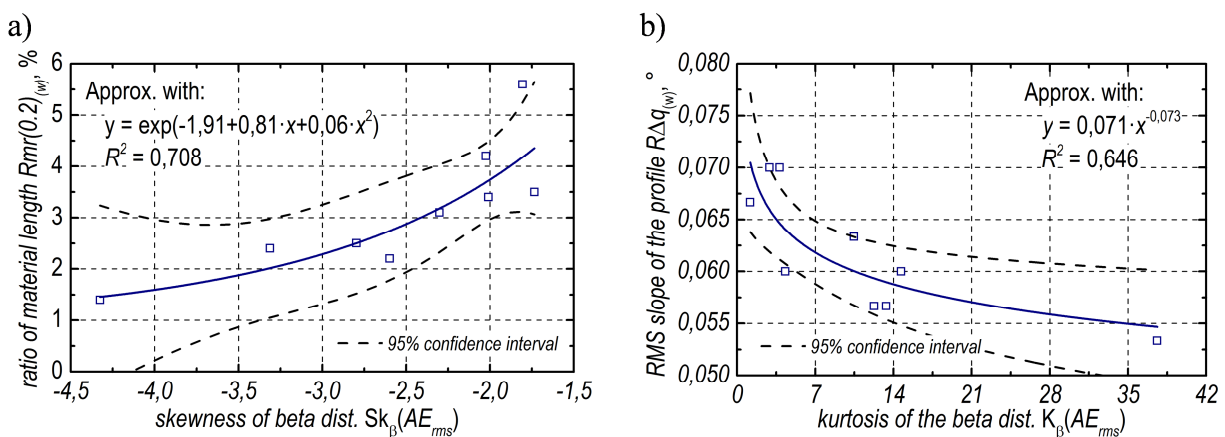 a)
ratio of material length Rmr(0.2)(w), %
6
5
4
3
2
1
0
Approx. with:
y = exp(-1,91+0,81·x+0,06·x²)
R² = 0,708
95% confidence interval
-4,5 -4,0 -3,5 -3,0 -2,5 -2,0 -1,5
skewness of beta dist. Skβ(AErms)
b)
RMS slope of the profile RΔq(w), °
0,080
0,075
0,070
0,065
0,060
0,055
0,050
Approx. with:
y = 0,071·x-0,073
R² = 0,646
95% confidence interval
7 14 21 28 35 42
kurtosis of the beta dist. Kβ(AErms)